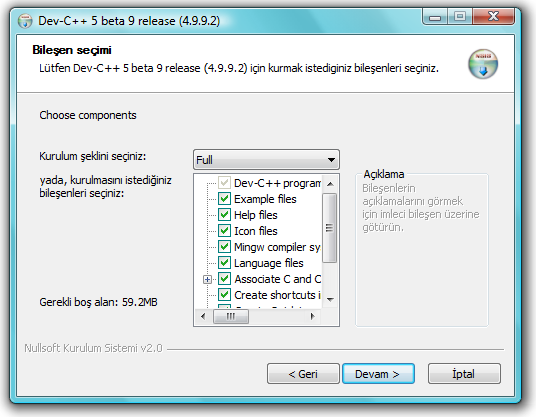 Dev-C++ 5 beta 9 release (4.9.9.2)
Bileşen seçimi
Lütfen Dev-C++ 5 beta 9 release (4.9.9.2) için kurmak istediginiz bileşenleri seçiniz.
Choose components
Kurulum şeklini seçiniz:
Full
yada, kurulmasını istediğiniz
bileşenleri seçiniz:
Dev-C++ program
Example files
Help files
Icon files
Mingw compiler sy
Language files
Associate C and C
Create shortcuts i
Açıklama
Bileşenlerin
açıklamalarını görmek
için imleci bileşen üzerine
götürün.
Gerekli boş alan: 59.2MB
Nullsoft Kurulum Sistemi v2.0
< Geri
Devam >
İptal